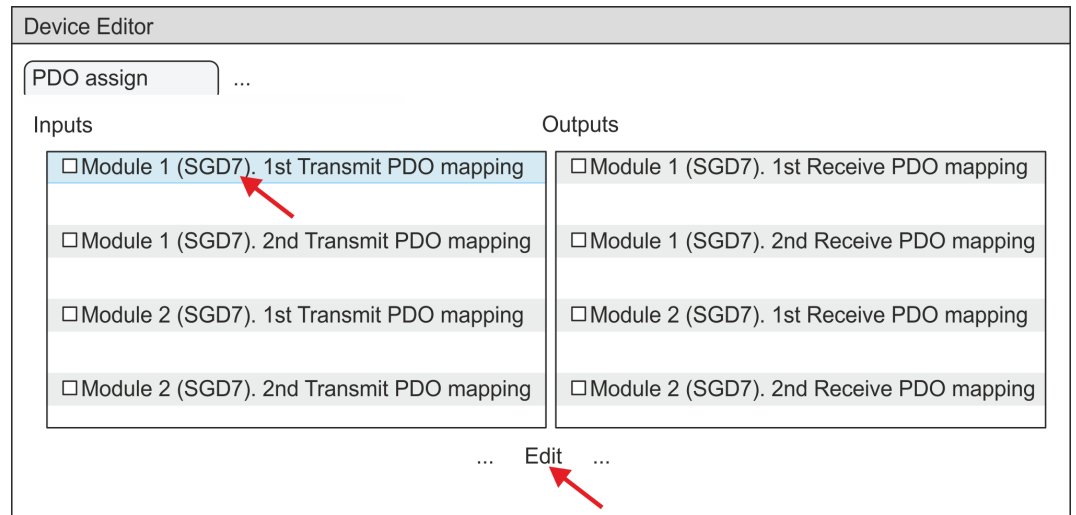 Device Editor
PDO assign ...
Inputs Outputs
Module 1 (SGD7). 1st Transmit PDO mapping Module 1 (SGD7). 1st Receive PDO mapping
Module 1 (SGD7). 2nd Transmit PDO mapping Module 1 (SGD7). 2nd Receive PDO mapping
Module 2 (SGD7). 1st Transmit PDO mapping Module 2 (SGD7). 1st Receive PDO mapping
Module 2 (SGD7). 2nd Transmit PDO mapping Module 2 (SGD7). 2nd Receive PDO mapping
... Edit ...